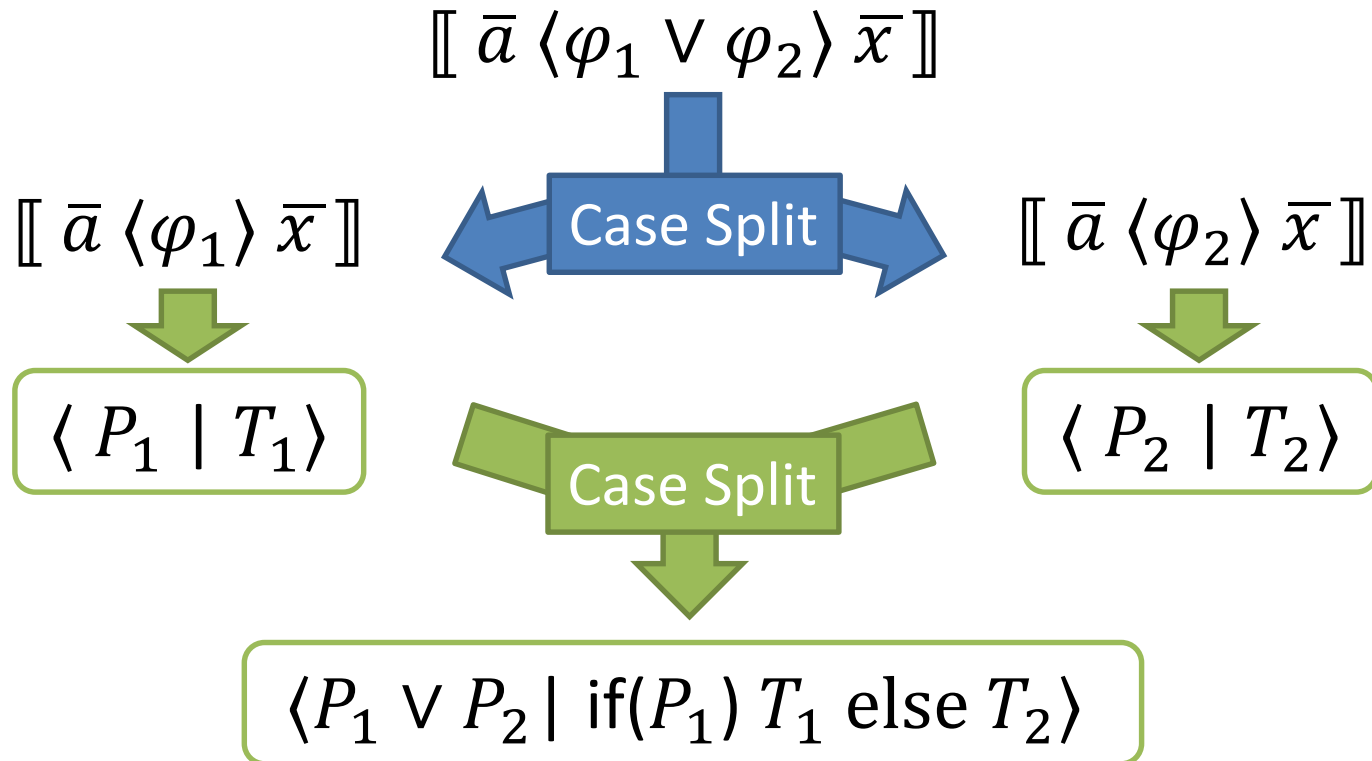 ⟦ a̅ ⟨φ₁ ∨ φ₂⟩ x̅ ⟧
Case Split
⟦ a̅ ⟨φ₁⟩ x̅ ⟧
⟦ a̅ ⟨φ₂⟩ x̅ ⟧
⟨ P₁ | T₁⟩
⟨ P₂ | T₂⟩
Case Split
⟨P₁ ∨ P₂ | if(P₁) T₁ else T₂⟩